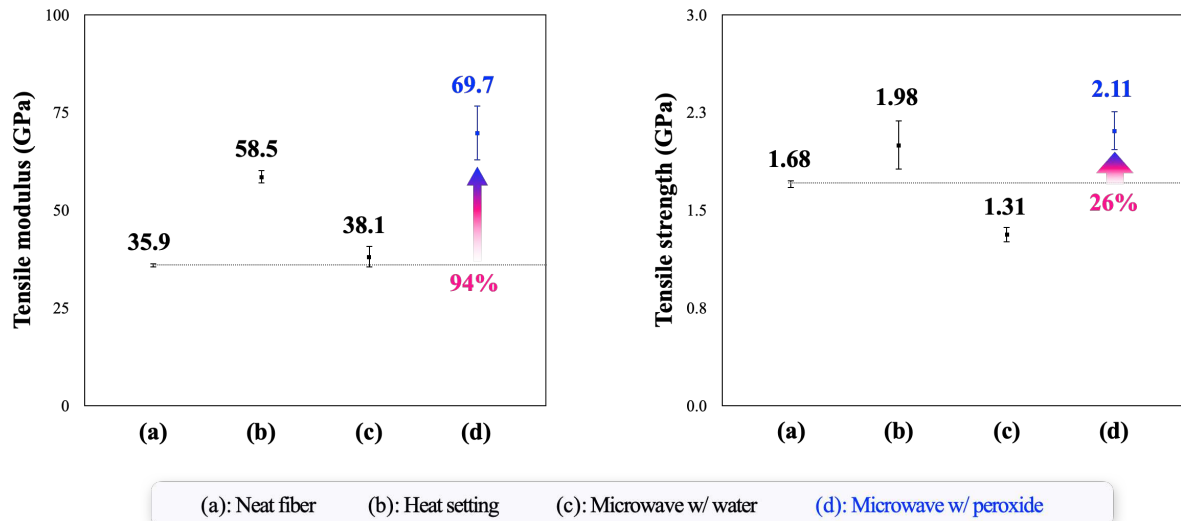 Tensile modulus (GPa)
100
75
50
25
0
35.9
58.5
38.1
69.7
94%
(a)
(b)
(c)
(d)
Tensile strength (GPa)
3.0
2.3
1.5
0.8
0.0
1.68
1.98
1.31
2.11
26%
(a)
(b)
(c)
(d)
(a): Neat fiber (b): Heat setting (c): Microwave w/ water (d): Microwave w/ peroxide